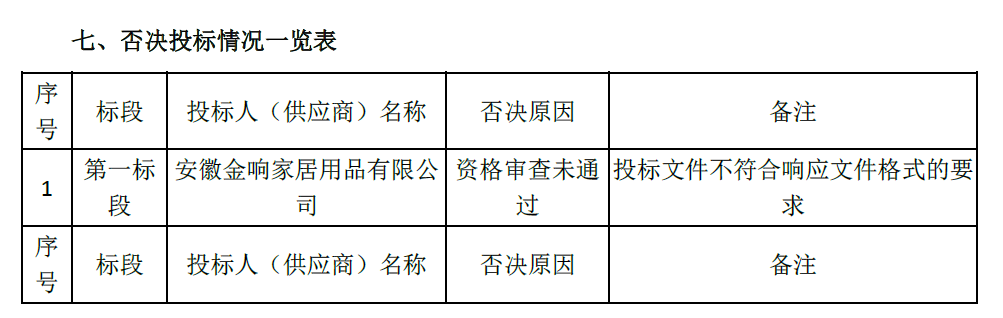 七、否决投标情况一览表
序号 标段 投标人（供应商）名称 否决原因 备注
1 第一标段 安徽金响家居用品有限公司 资格审查未通过 投标文件不符合响应文件格式的要求
序号 标段 投标人（供应商）名称 否决原因 备注